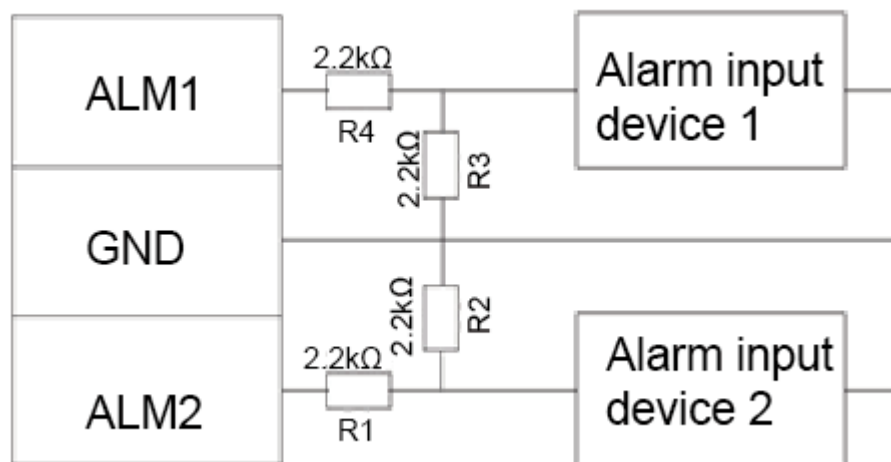 ALM1
2.2kΩ
R4
2.2kΩ
R3
Alarm input
device 1
GND
2.2kΩ
R2
ALM2
2.2kΩ
R1
Alarm input
device 2